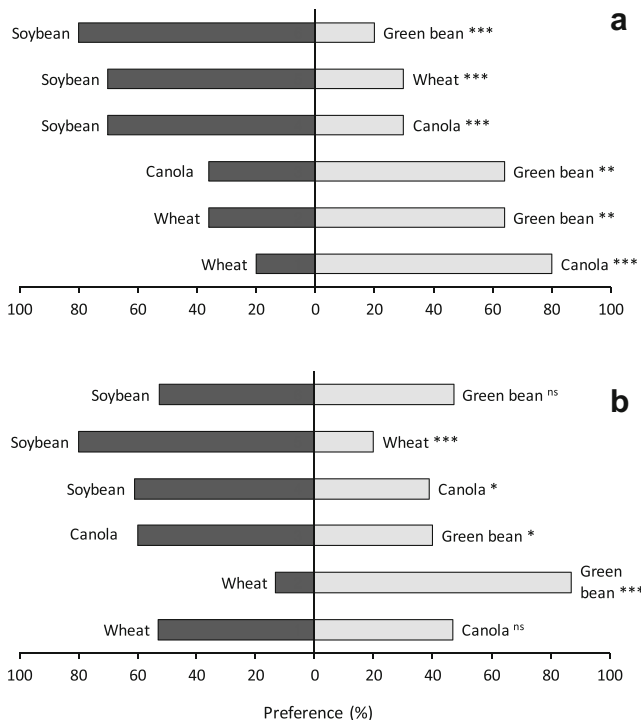 a
Soybean Green bean ***
Soybean Wheat ***
Soybean Canola ***
Canola Green bean **
Wheat Green bean **
Wheat Canola ***
100 80 60 40 20 0 20 40 60 80 100
b
Soybean Green bean ns
Soybean Wheat ***
Soybean Canola *
Canola Green bean *
Wheat Green
bean ***
Wheat Canola ns
100 80 60 40 20 0 20 40 60 80 100
Preference (%)